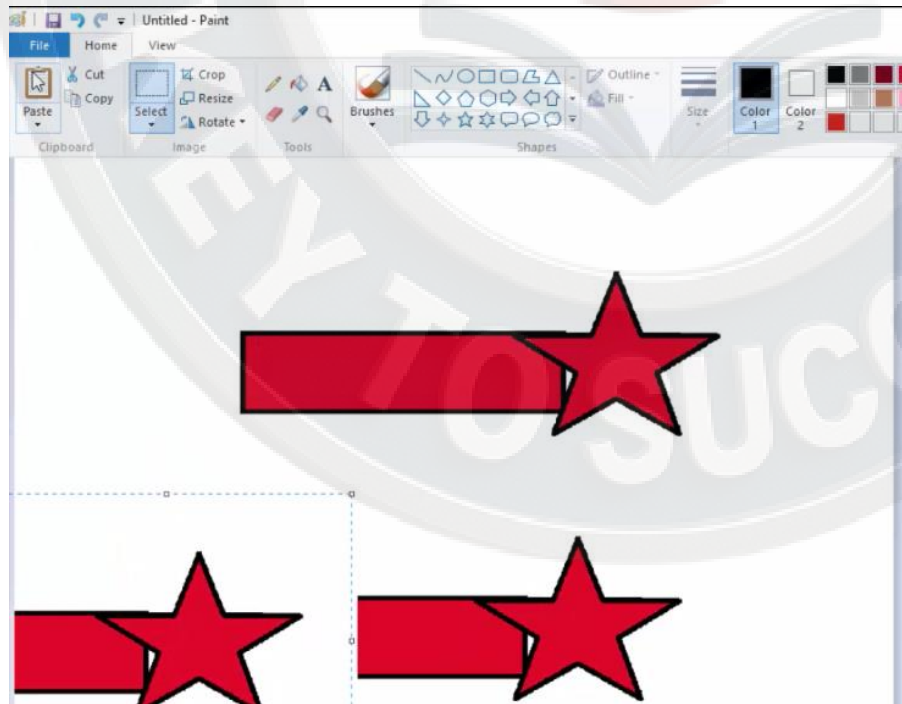 Untitled - Paint
File Home View
Paste Cut Copy Select Crop Resize Rotate A Brushes Outline Fill Size Color 1 Color 2
Clipboard Image Tools Shapes
EY TO SUCC